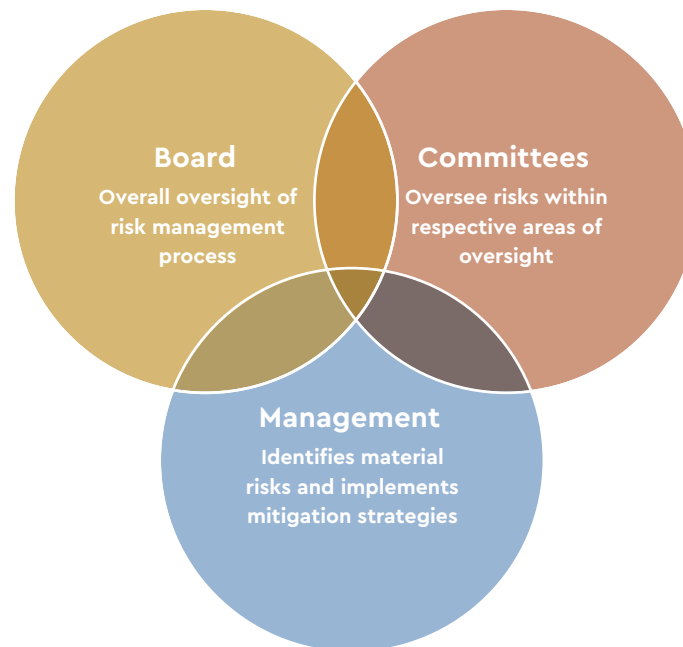 Board
Overall oversight of
risk management
process
Committees
Oversee risks within
respective areas of
oversight
Management
Identifies material
risks and implements
mitigation strategies